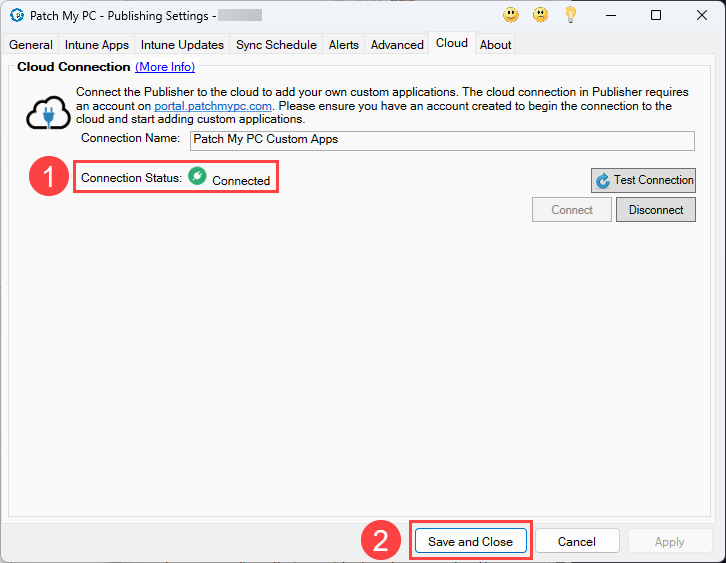 Patch My PC - Publishing Settings -
General Intune Apps Intune Updates Sync Schedule Alerts Advanced Cloud About
Cloud Connection (More Info)
Connect the Publisher to the cloud to add your own custom applications. The cloud connection in Publisher requires
an account on portal.patchmypc.com. Please ensure you have an account created to begin the connection to the
cloud and start adding custom applications.
Connection Name: Patch My PC Custom Apps
1 Connection Status: Connected Test Connection
Connect Disconnect
2 Save and Close Cancel Apply